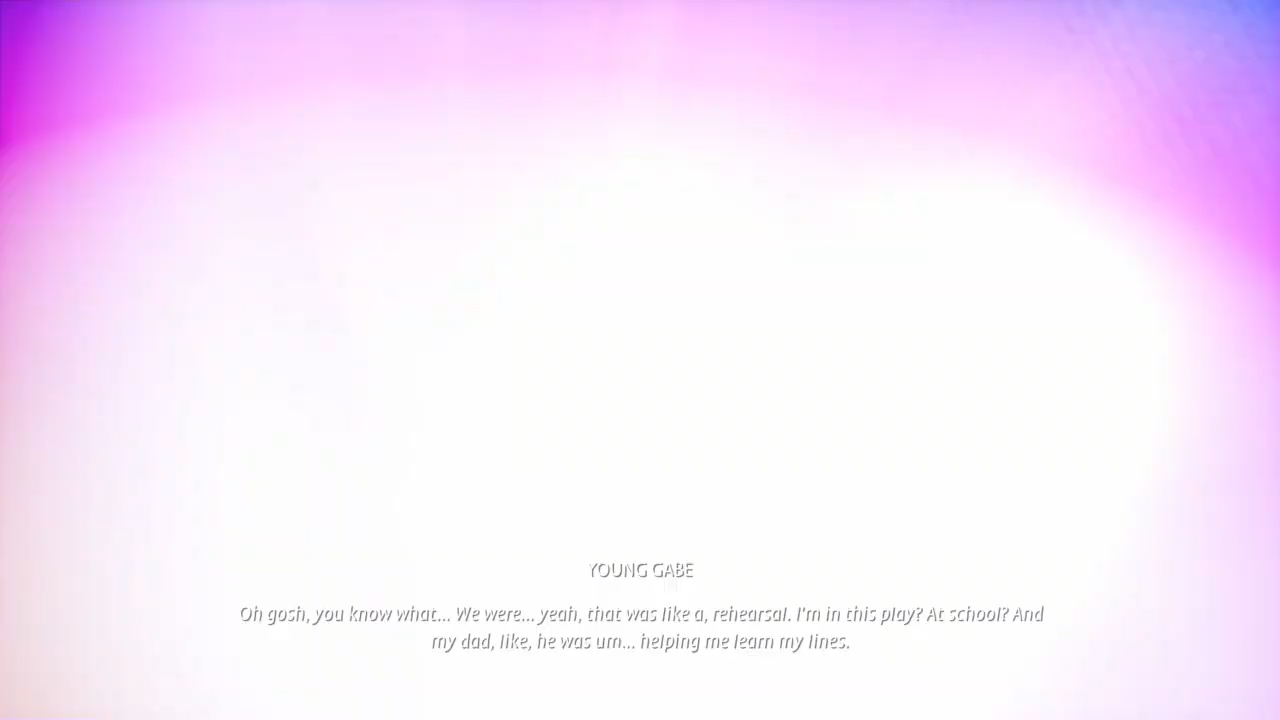 YOUNG GABE
Oh gosh, you know what... We were... yeah, that was like a, rehearsal. I'm in this play? At school? And
my dad, like, he was um... helping me learn my lines.